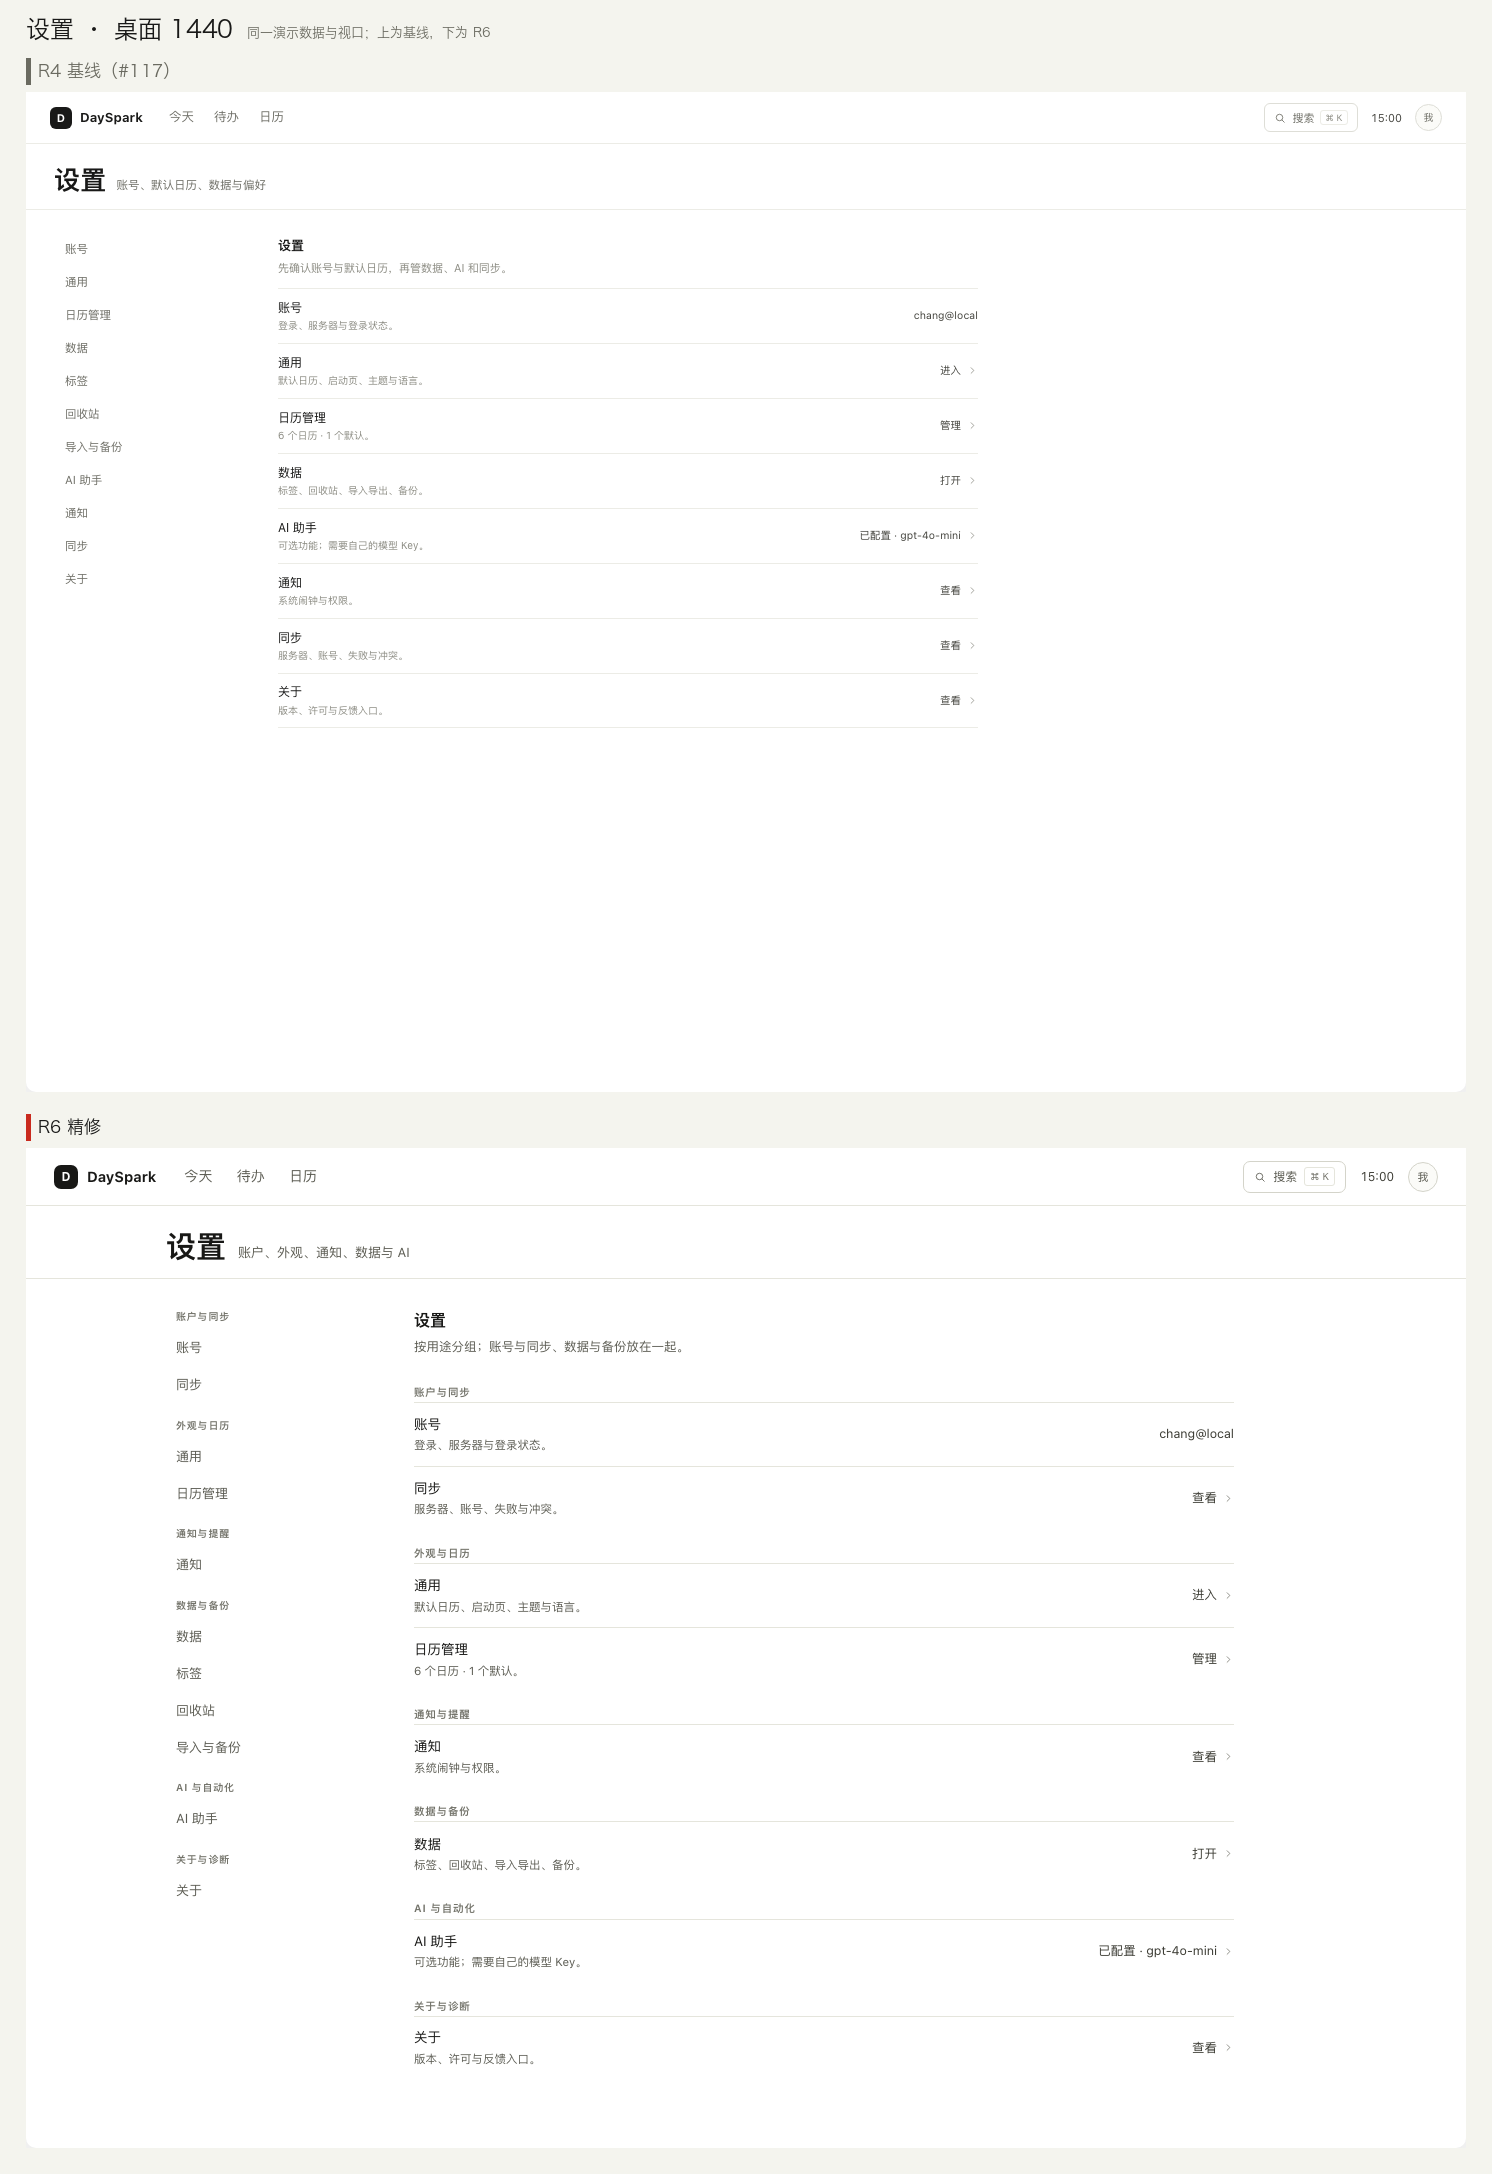 设置 · 桌面 1440 同一演示数据与视口；上为基线，下为 R6
R4 基线（#117）
D DaySpark 今天 待办 日历 搜索 ⌘ K 15:00 我
设置 账号、默认日历、数据与偏好
账号
通用
日历管理
数据
标签
回收站
导入与备份
AI 助手
通知
同步
关于
设置
先确认账号与默认日历，再管数据、AI 和同步。
账号 chang@local
登录、服务器与登录状态。
通用 进入
默认日历、启动页、主题与语言。
日历管理 管理
6 个日历 · 1 个默认。
数据 打开
标签、回收站、导入导出、备份。
AI 助手 已配置 · gpt-4o-mini
可选功能；需要自己的模型 Key。
通知 查看
系统闹钟与权限。
同步 查看
服务器、账号、失败与冲突。
关于 查看
版本、许可与反馈入口。
R6 精修
D DaySpark 今天 待办 日历 搜索 ⌘ K 15:00 我
设置 账户、外观、通知、数据与 AI
账户与同步
账号
同步
外观与日历
通用
日历管理
通知与提醒
通知
数据与备份
数据
标签
回收站
导入与备份
AI 与自动化
AI 助手
关于与诊断
关于
设置
按用途分组；账号与同步、数据与备份放在一起。
账户与同步
账号 chang@local
登录、服务器与登录状态。
同步 查看
服务器、账号、失败与冲突。
外观与日历
通用 进入
默认日历、启动页、主题与语言。
日历管理 管理
6 个日历 · 1 个默认。
通知与提醒
通知 查看
系统闹钟与权限。
数据与备份
数据 打开
标签、回收站、导入导出、备份。
AI 与自动化
AI 助手 已配置 · gpt-4o-mini
可选功能；需要自己的模型 Key。
关于与诊断
关于 查看
版本、许可与反馈入口。